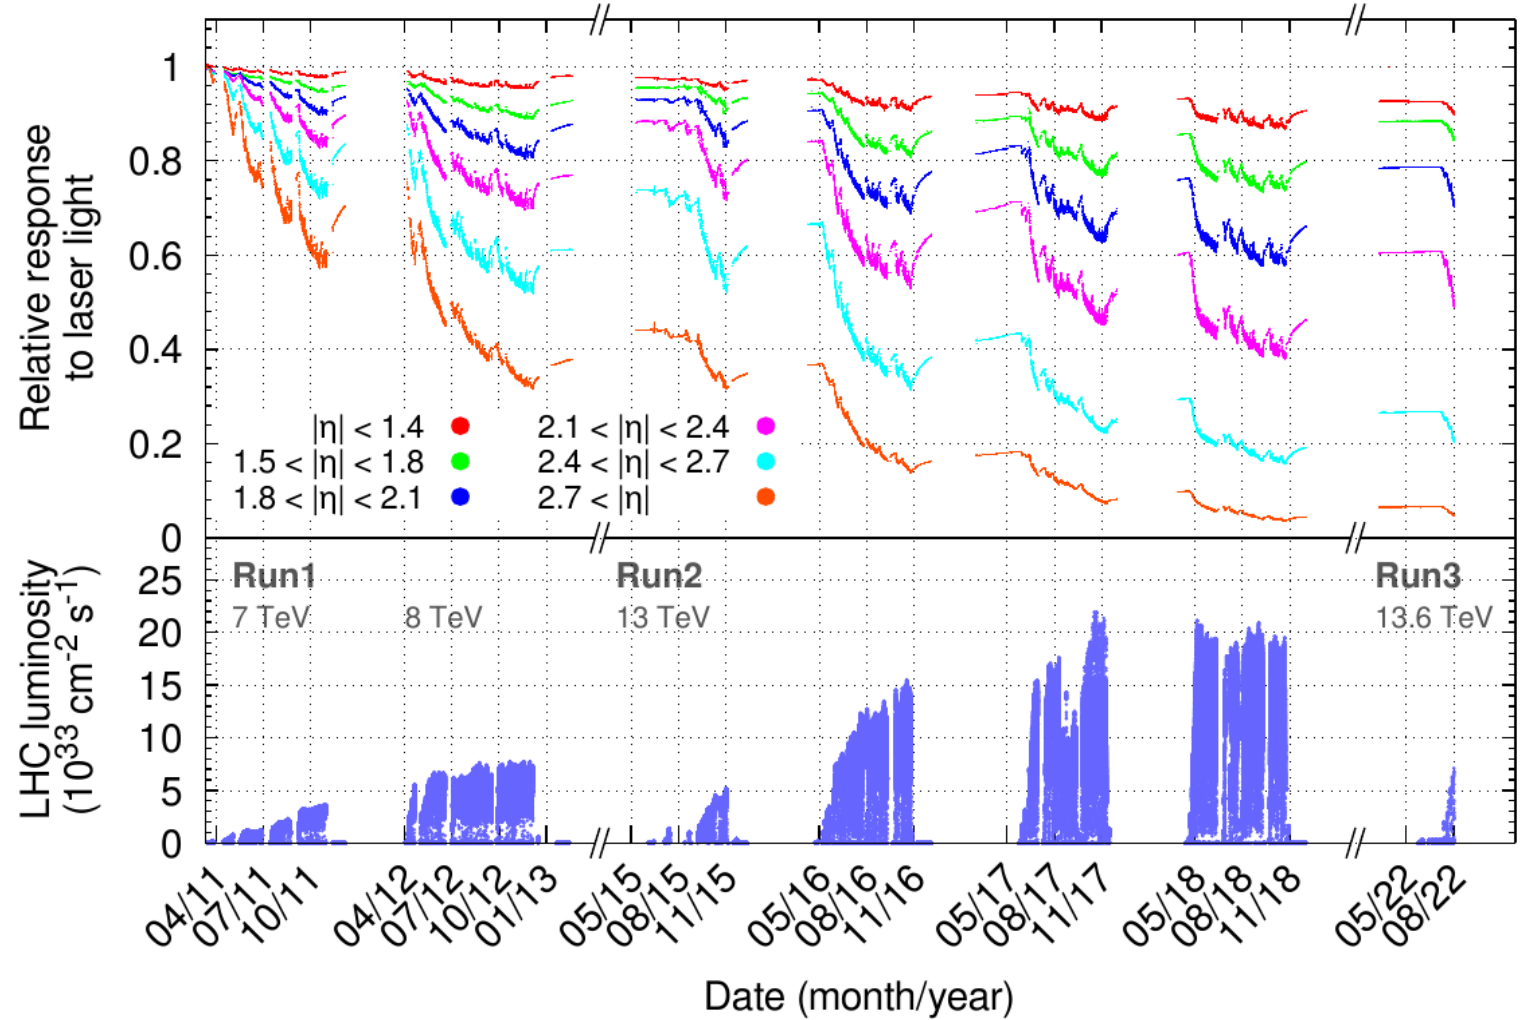 Relative response
to laser light
1
0.8
0.6
0.4
0.2
0
|η| < 1.4
1.5 < |η| < 1.8
1.8 < |η| < 2.1
2.1 < |η| < 2.4
2.4 < |η| < 2.7
2.7 < |η|
LHC luminosity
(10³³ cm⁻² s⁻¹)
25
20
15
10
5
0
Run1
7 TeV
8 TeV
Run2
13 TeV
Run3
13.6 TeV
04/11
07/11
10/11
04/12
07/12
10/12
01/13
05/15
08/15
11/15
05/16
08/16
11/16
05/17
08/17
11/17
05/18
08/18
11/18
05/22
08/22
Date (month/year)